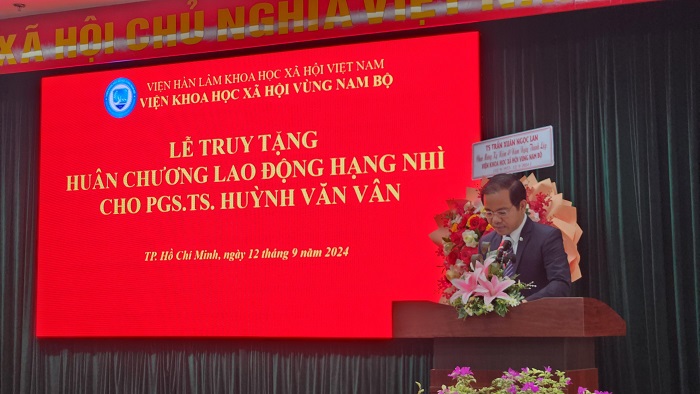 XÃ HỘI CHỦ NGHĨA VIỆT NAM
VIỆN HÀN LÂM KHOA HỌC XÃ HỘI VIỆT NAM
VIỆN KHOA HỌC XÃ HỘI VÙNG NAM BỘ
LỄ TRUY TẶNG
HUÂN CHƯƠNG LAO ĐỘNG HẠNG NHÌ
CHO PGS.TS. HUỲNH VĂN VÂN
TP. Hồ Chí Minh, ngày 12 tháng 9 năm 2024
TY TRẦN XUÂN NGỌC LAN
VIỆN KHOA HỌC XÃ HỘI VÙNG NAM BỘ